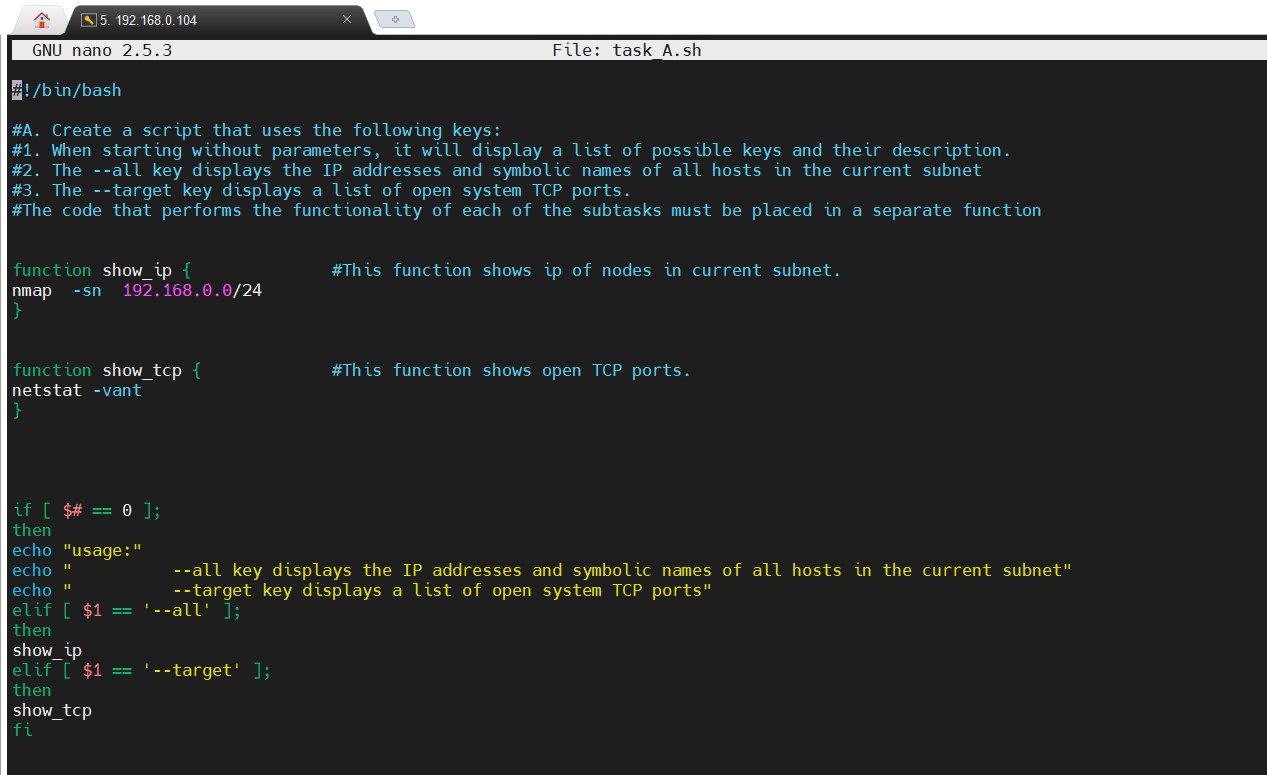 5. 192.168.0.104
GNU nano 2.5.3 File: task_A.sh
#!/bin/bash
#A. Create a script that uses the following keys:
#1. When starting without parameters, it will display a list of possible keys and their description.
#2. The --all key displays the IP addresses and symbolic names of all hosts in the current subnet
#3. The --target key displays a list of open system TCP ports.
#The code that performs the functionality of each of the subtasks must be placed in a separate function
function show_ip { #This function shows ip of nodes in current subnet.
nmap -sn 192.168.0.0/24
}
function show_tcp { #This function shows open TCP ports.
netstat -vant
}
if [ $# == 0 ];
then
echo "usage:"
echo " --all key displays the IP addresses and symbolic names of all hosts in the current subnet"
echo " --target key displays a list of open system TCP ports"
elif [ $1 == '--all' ];
then
show_ip
elif [ $1 == '--target' ];
then
show_tcp
fi